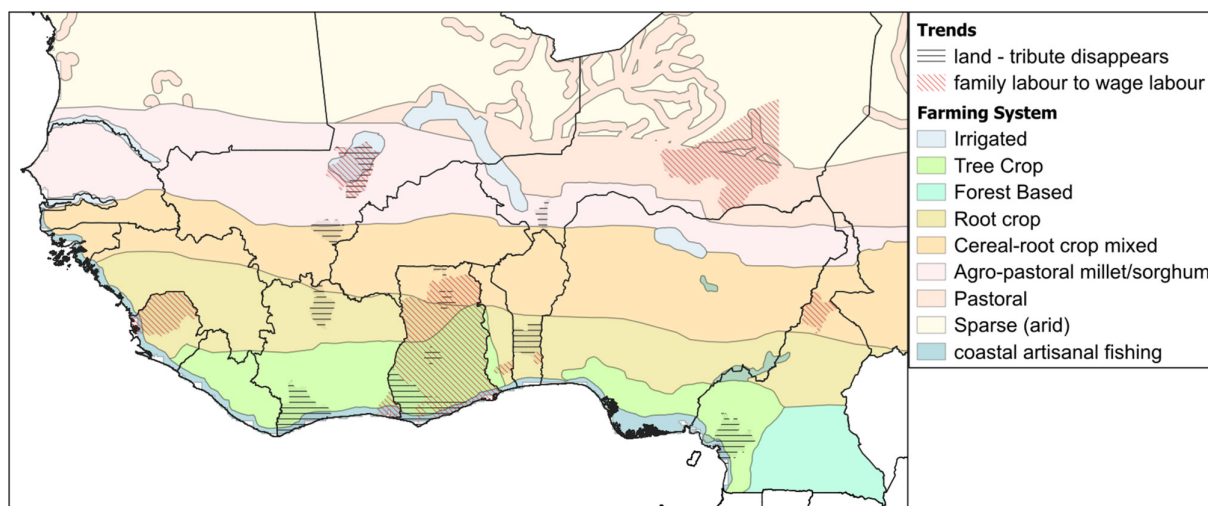 Trends
land - tribute disappears
family labour to wage labour
Farming System
Irrigated
Tree Crop
Forest Based
Root crop
Cereal-root crop mixed
Agro-pastoral millet/sorghum
Pastoral
Sparse (arid)
coastal artisanal fishing